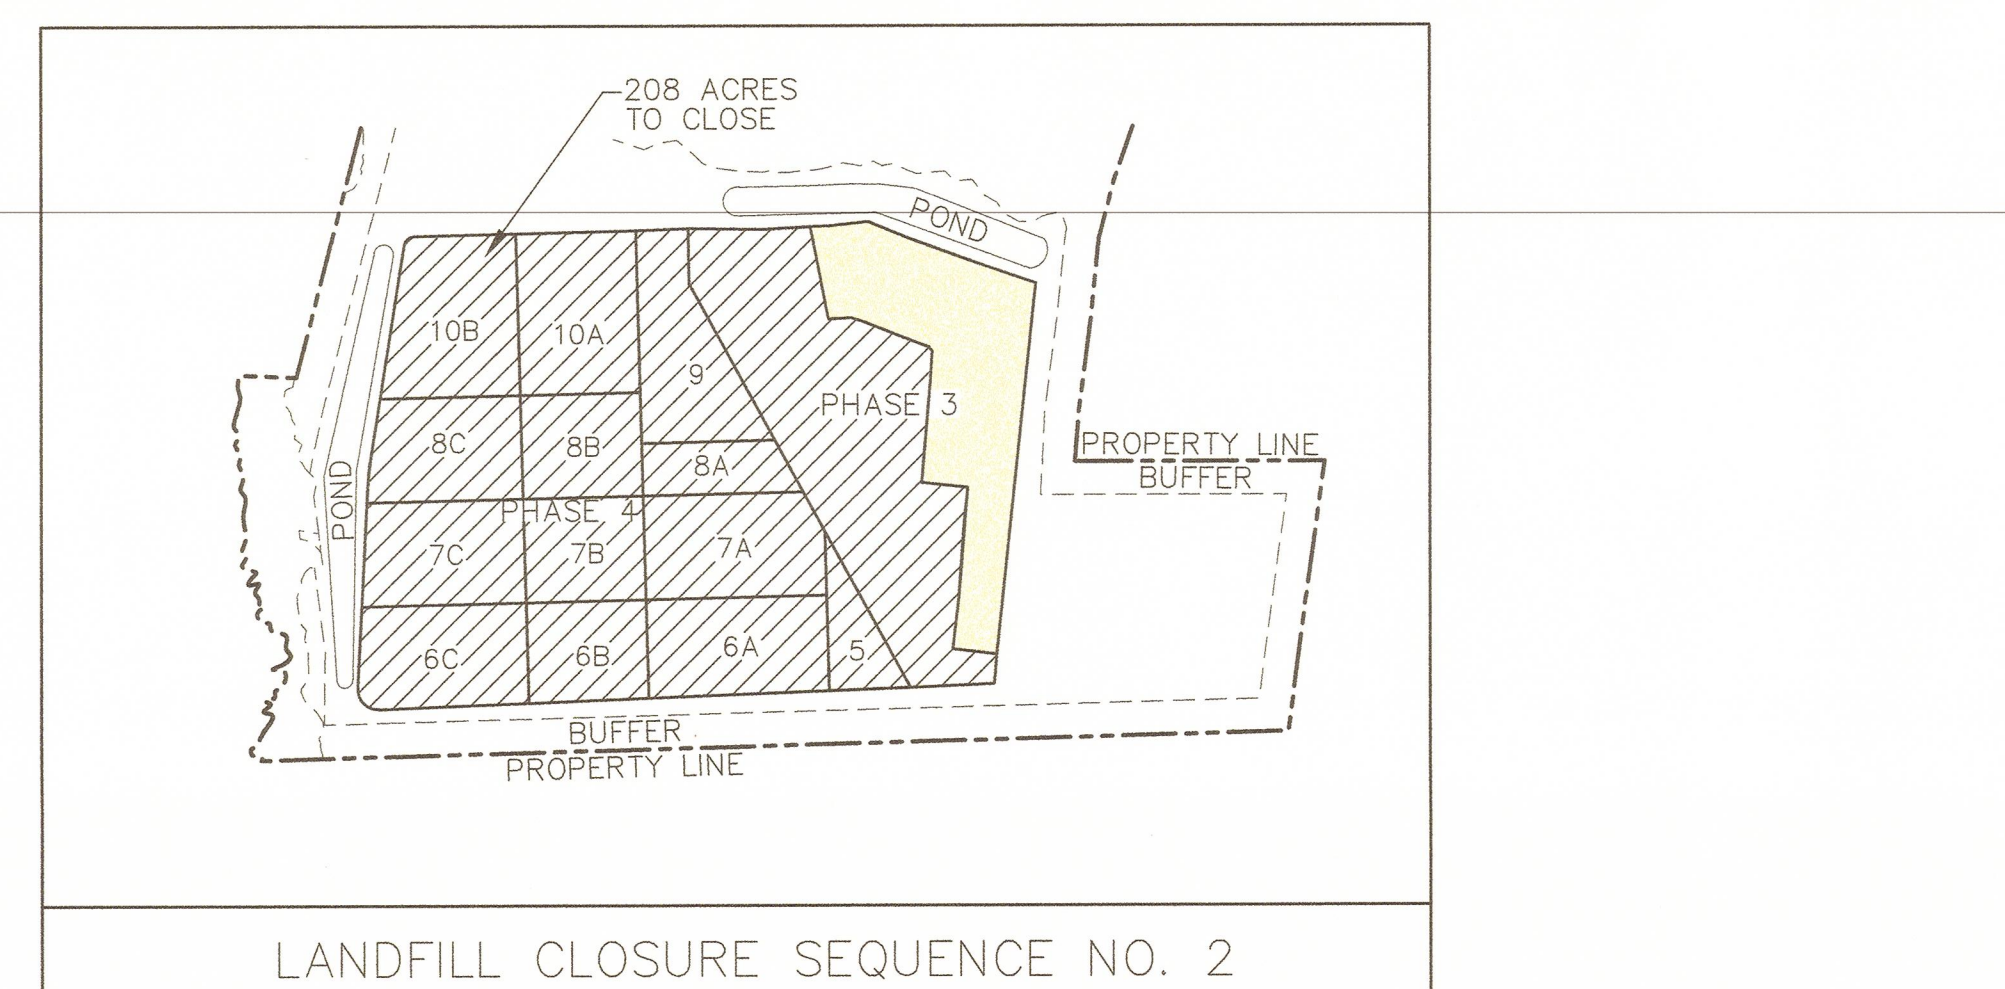 208 ACRES
TO CLOSE
POND
10B
10A
9
PHASE 3
8C
8B
8A
PROPERTY LINE
BUFFER
POND
PHASE 4
7C
7B
7A
6C
6B
6A
5
BUFFER
PROPERTY LINE
LANDFILL CLOSURE SEQUENCE NO. 2